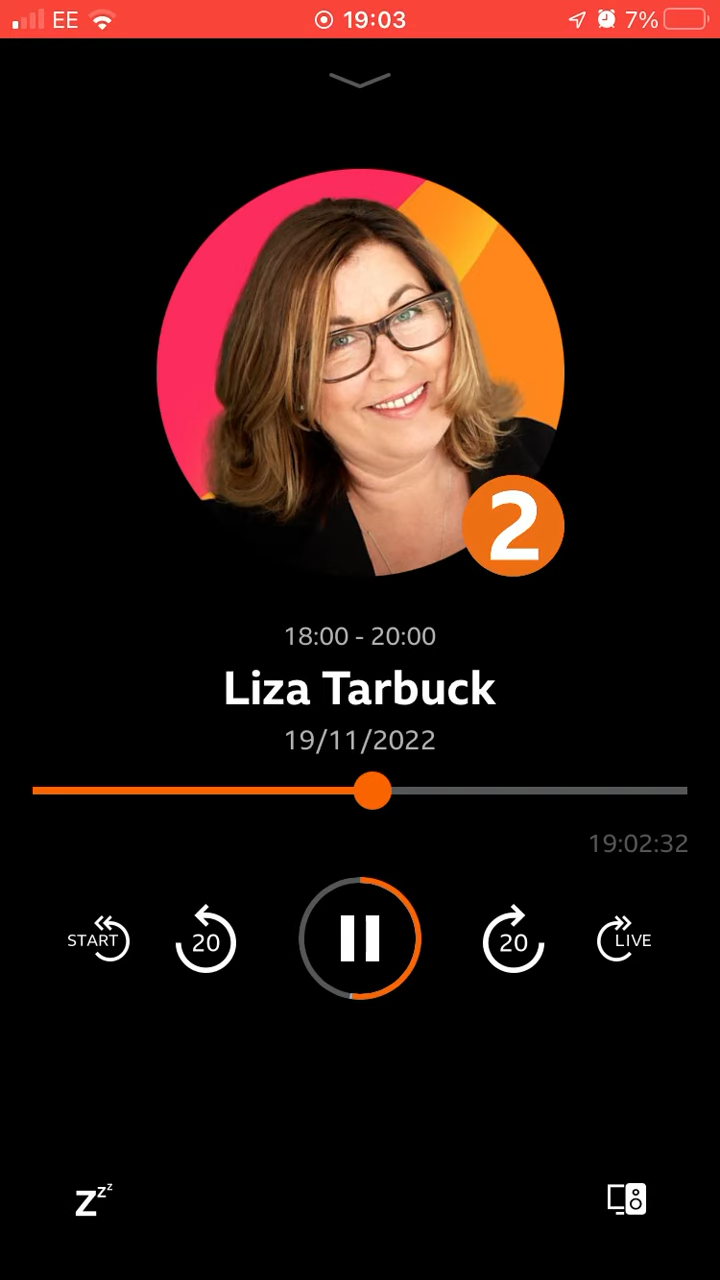 EE 19:03 7%
2
18:00 - 20:00
Liza Tarbuck
19/11/2022
19:02:32
START 20 20 LIVE
Zzz